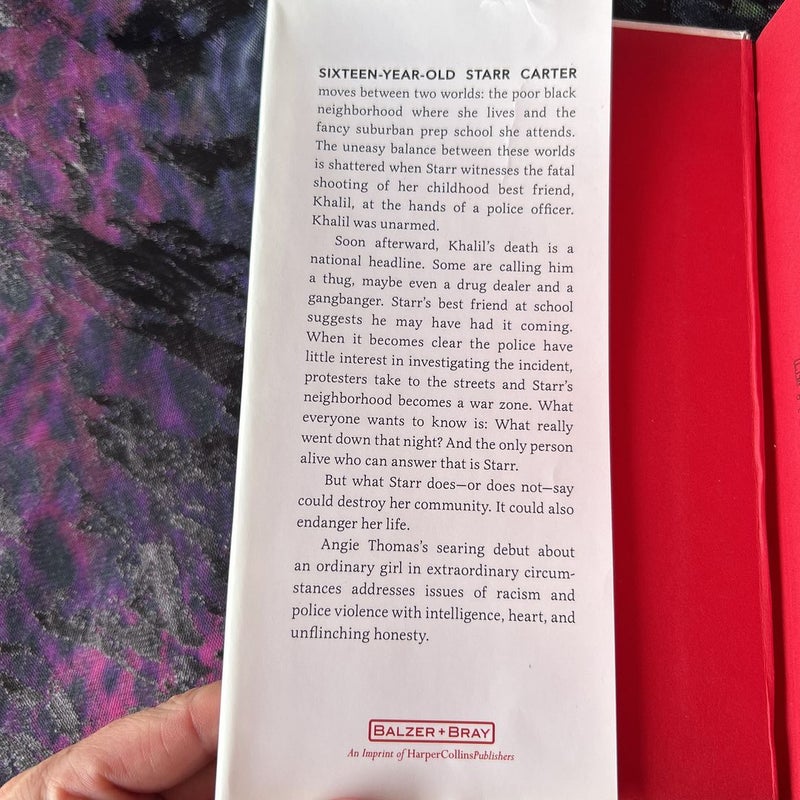 SIXTEEN-YEAR-OLD STARR CARTER
moves between two worlds: the poor black
neighborhood where she lives and the
fancy suburban prep school she attends.
The uneasy balance between these worlds
is shattered when Starr witnesses the fatal
shooting of her childhood best friend,
Khalil, at the hands of a police officer.
Khalil was unarmed.
Soon afterward, Khalil's death is a
national headline. Some are calling him
a thug, maybe even a drug dealer and a
gangbanger. Starr's best friend at school
suggests he may have had it coming.
When it becomes clear the police have
little interest in investigating the incident,
protesters take to the streets and Starr's
neighborhood becomes a war zone. What
everyone wants to know is: What really
went down that night? And the only person
alive who can answer that is Starr.
But what Starr does—or does not—say
could destroy her community. It could also
endanger her life.
Angie Thomas's searing debut about
an ordinary girl in extraordinary circum-
stances addresses issues of racism and
police violence with intelligence, heart, and
unflinching honesty.
BALZER + BRAY
An Imprint of HarperCollinsPublishers